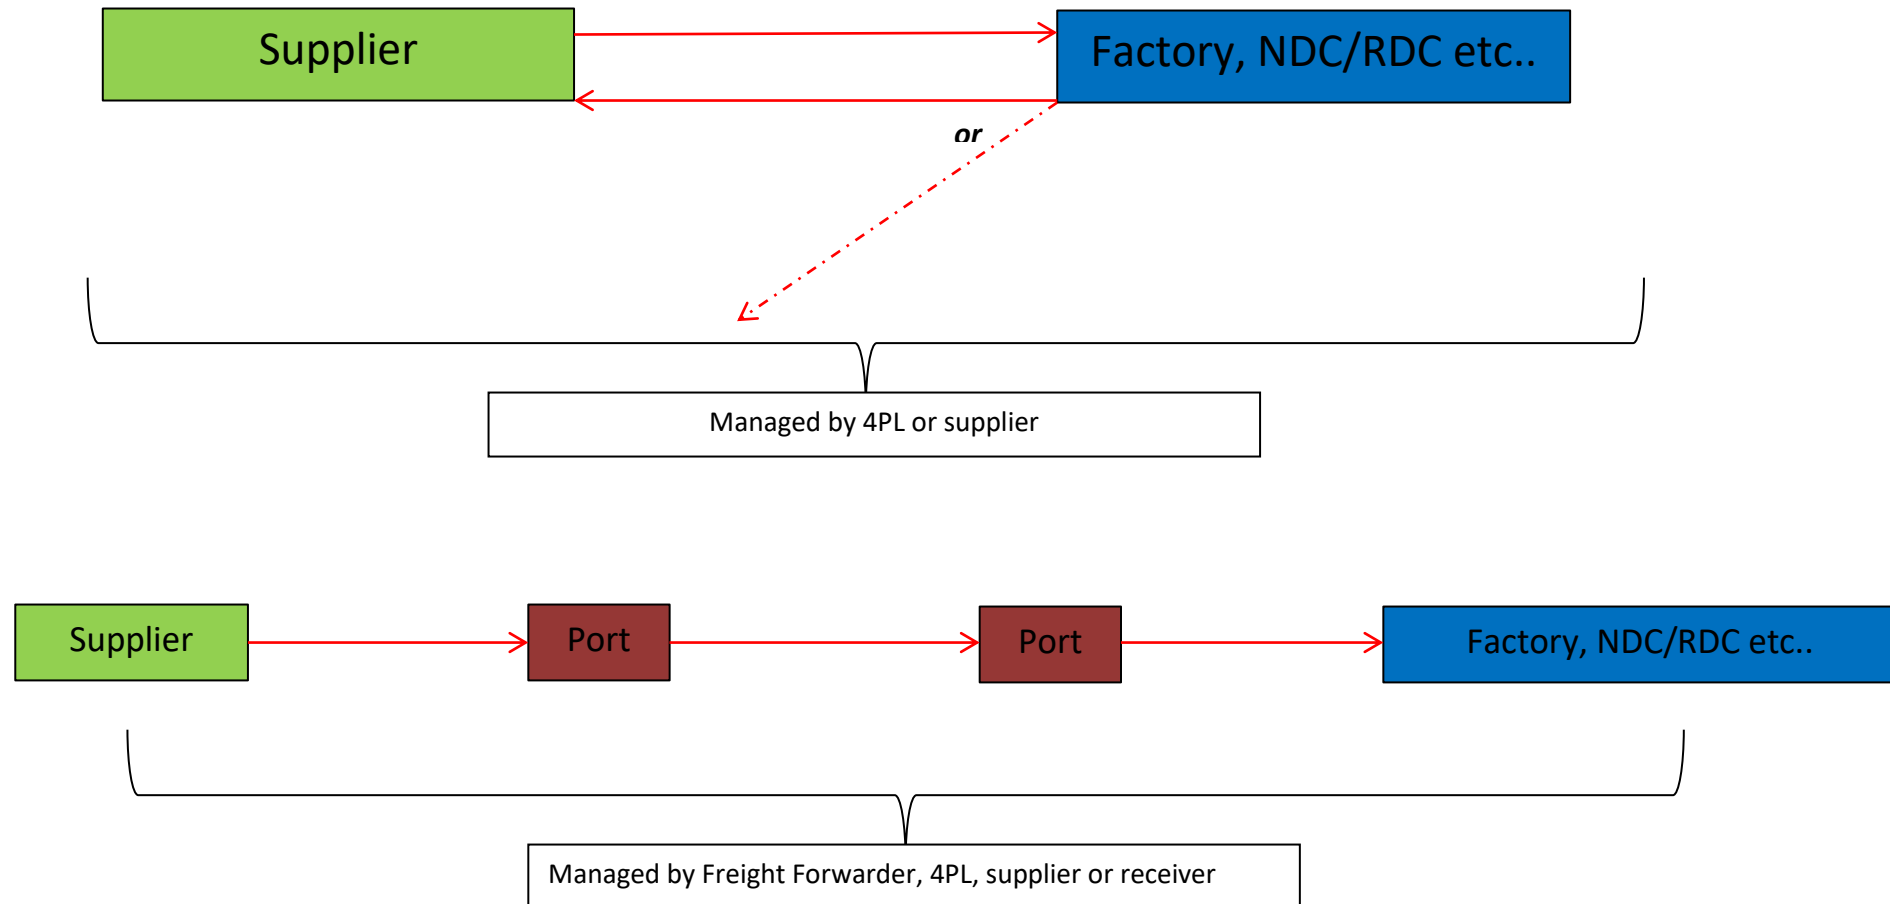 Supplier
Factory, NDC/RDC etc..
or
Managed by 4PL or supplier
Supplier
Port
Port
Factory, NDC/RDC etc..
Managed by Freight Forwarder, 4PL, supplier or receiver